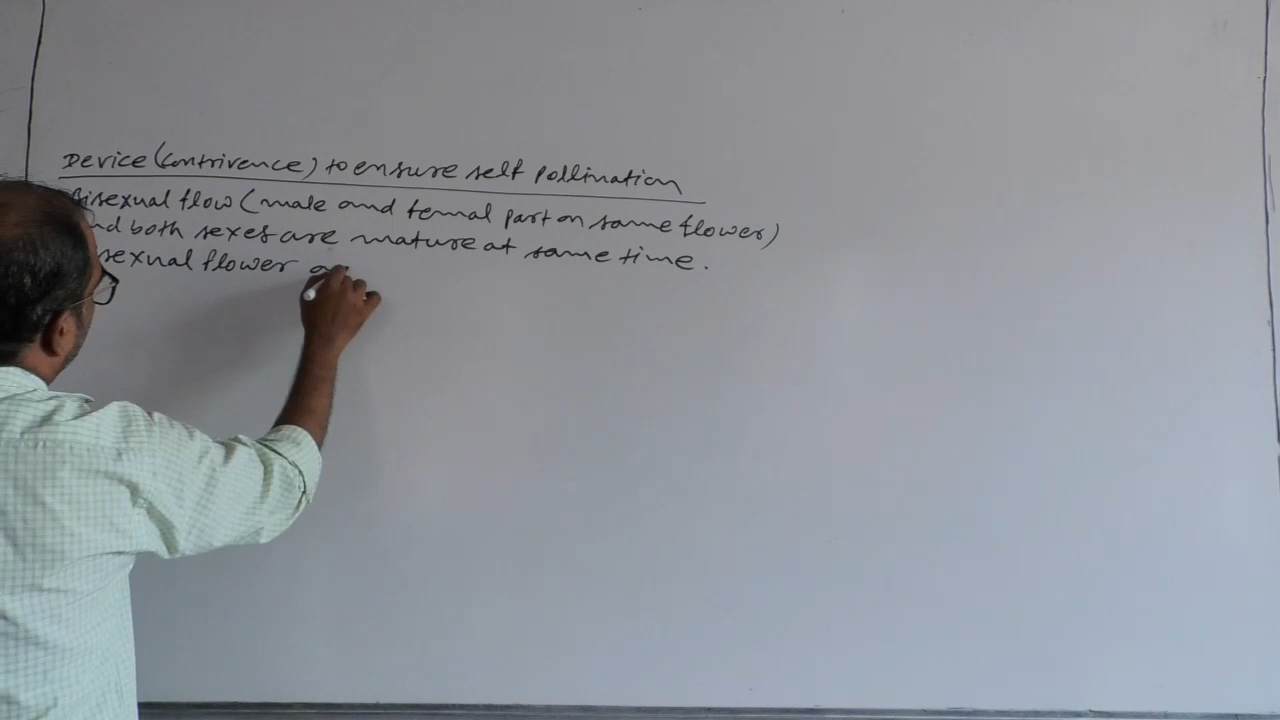 Device (Contrivence) to ensure self pollination
Bisexual flow (male and femal part on same flower)
nd both sexes are mature at same time.
sexual flower